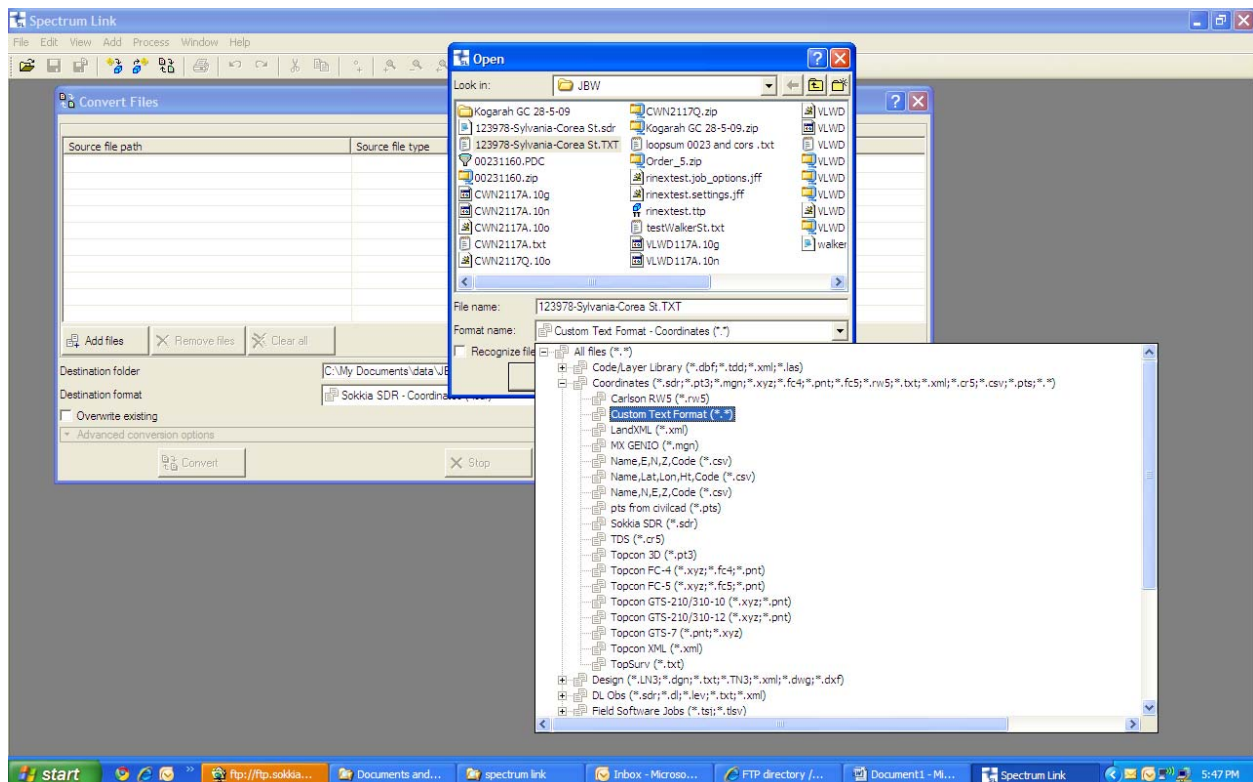 Spectrum Link
File Edit View Add Process Window Help
Convert Files
Source file path
Source file type
Add files
Remove files
Clear all
Destination folder
C:\My Documents\data\JE
Destination format
Sokkia SDR - Coordinates
Overwrite existing
Advanced conversion options
Convert
Stop
Open
Look in:
JBW
Kogarah GC 28-5-09
123978-Sylvania-Corea St.sdr
123978-Sylvania-Corea St.TXT
00231160.PDC
00231160.zip
CWN2117A.10g
CWN2117A.10n
CWN2117A.10o
CWN2117A.txt
CWN2117Q.10o
CWN2117Q.zip
Kogarah GC 28-5-09.zip
loopsum 0023 and cors .txt
Order_5.zip
rinextest.job_options.jff
rinextest.settings.jff
rinextest.ttp
testWalkerSt.txt
VLWD117A.10g
VLWD117A.10n
VLWD
VLWD
VLWD
VLWD
VLWD
VLWD
VLWD
VLWD
walker
File name:
123978-Sylvania-Corea St.TXT
Format name:
Custom Text Format - Coordinates (*.*)
Recognize file
All files (*.*)
Code/Layer Library (*.dbf;*.tdd;*.xml;*.las)
Coordinates (*.sdr;*.pt3;*.mgn;*.xyz;*.fc4;*.pnt;*.fc5;*.rw5;*.txt;*.xml;*.cr5;*.csv;*.pts;*.*)
Carlson RW5 (*.rw5)
Custom Text Format (*.*)
LandXML (*.xml)
MX GENIO (*.mgn)
Name,E,N,Z,Code (*.csv)
Name,Lat,Lon,Ht,Code (*.csv)
Name,N,E,Z,Code (*.csv)
pts from civilcad (*.pts)
Sokkia SDR (*.sdr)
TDS (*.cr5)
Topcon 3D (*.pt3)
Topcon FC-4 (*.xyz;*.fc4;*.pnt)
Topcon FC-5 (*.xyz;*.fc5;*.pnt)
Topcon GTS-210/310-10 (*.xyz;*.pnt)
Topcon GTS-210/310-12 (*.xyz;*.pnt)
Topcon GTS-7 (*.pnt;*.xyz)
Topcon XML (*.xml)
TopSurv (*.txt)
Design (*.LN3;*.dgn;*.txt;*.TN3;*.xml;*.dwg;*.dxf)
DL Obs (*.sdr;*.dl;*.lev;*.txt;*.xml)
Field Software Jobs (*.tsj;*.tlsv)
start
ftp://ftp.sokkia...
Documents and...
spectrum link
Inbox - Microso...
FTP directory /...
Document1 - Mi...
Spectrum Link
5:47 PM